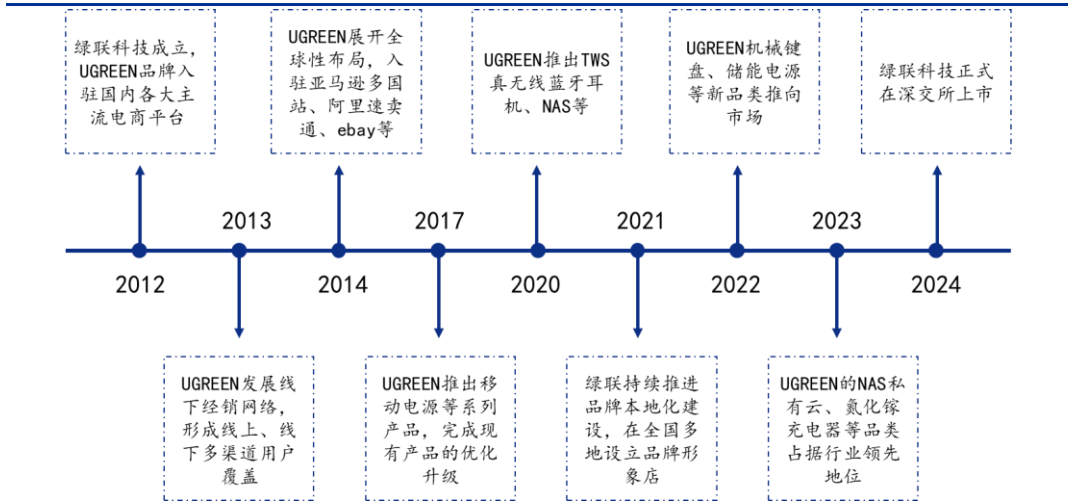 绿联科技成立，
UGREEN品牌入
驻国内各大主
流电商平台
UGREEN展开全
球性布局，入
驻亚马逊多国
站、阿里速卖
通、ebay等
UGREEN推出TWS
真无线蓝牙耳
机、NAS等
UGREEN机械键
盘、储能电源
等新品类推向
市场
绿联科技正式
在深交所上市
2013
2017
2021
2023
2012
2014
2020
2022
2024
UGREEN发展线
下经销网络，
形成线上、线
下多渠道用户
覆盖
UGREEN推出移
动电源等系列
产品，完成现
有产品的优化
升级
绿联持续推进
品牌本地化建
设，在全国多
地设立品牌形
象店
UGREEN的NAS私
有云、氮化镓
充电器等品类
占据行业领先
地位